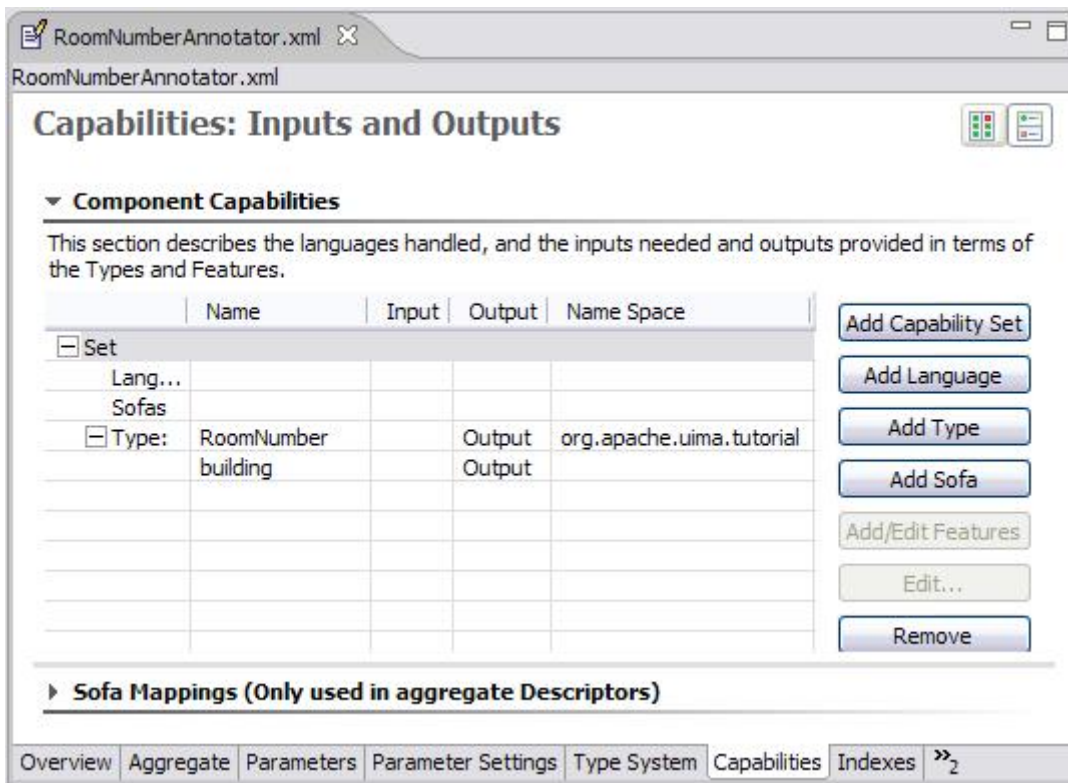 RoomNumberAnnotator.xml
RoomNumberAnnotator.xml
Capabilities: Inputs and Outputs
Component Capabilities
This section describes the languages handled, and the inputs needed and outputs provided in terms of
the Types and Features.
Name Input Output Name Space
Set
Lang...
Sofas
Type: RoomNumber Output org.apache.uima.tutorial
building Output
Add Capability Set
Add Language
Add Type
Add Sofa
Add/Edit Features
Edit...
Remove
Sofa Mappings (Only used in aggregate Descriptors)
Overview Aggregate Parameters Parameter Settings Type System Capabilities Indexes »2